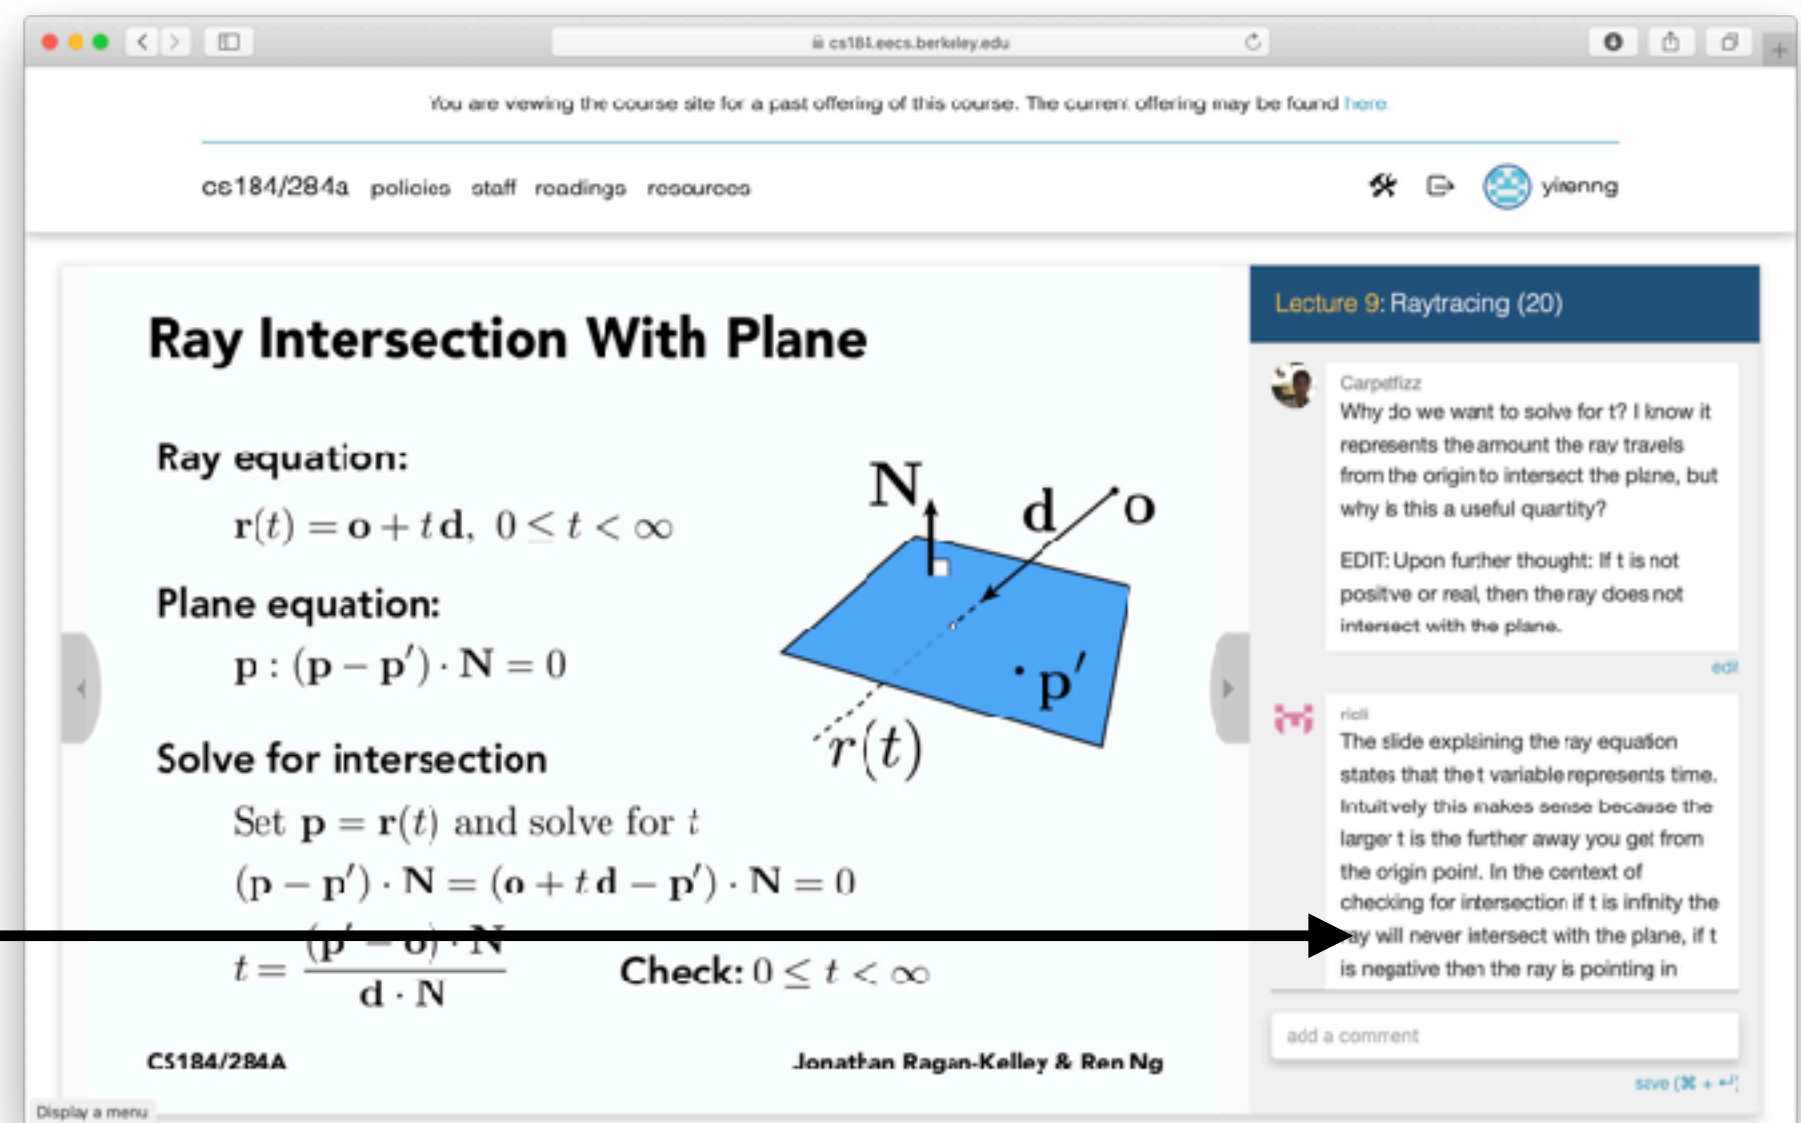 cs184.eecs.berkeley.edu
You are viewing the course site for a past offering of this course. The current offering may be found here
cs184/284a policies staff readings resources
yirenng
Ray Intersection With Plane
Ray equation:
r(t) = o + t d, 0 ≤ t < ∞
Plane equation:
p : (p − p′) · N = 0
Solve for intersection
Set p = r(t) and solve for t
(p − p′) · N = (o + t d − p′) · N = 0
t = (p′ − o) · N / d · N
Check: 0 ≤ t < ∞
N
d
o
p′
r(t)
CS184/284A
Jonathan Ragan-Kelley & Ren Ng
Lecture 9: Raytracing (20)
Carpetfizz
Why do we want to solve for t? I know it
represents the amount the ray travels
from the origin to intersect the plane, but
why is this a useful quantity?
EDIT: Upon further thought: If t is not
positive or real, then the ray does not
intersect with the plane.
edit
The slide explaining the ray equation
states that the t variable represents time.
Intuitvely this makes sense because the
larger t is the further away you get from
the origin point. In the context of
checking for intersection if t is infinity the
ray will never intersect with the plane, if t
is negative then the ray is pointing in
add a comment
save (⌘ + ↵)
Display a menu